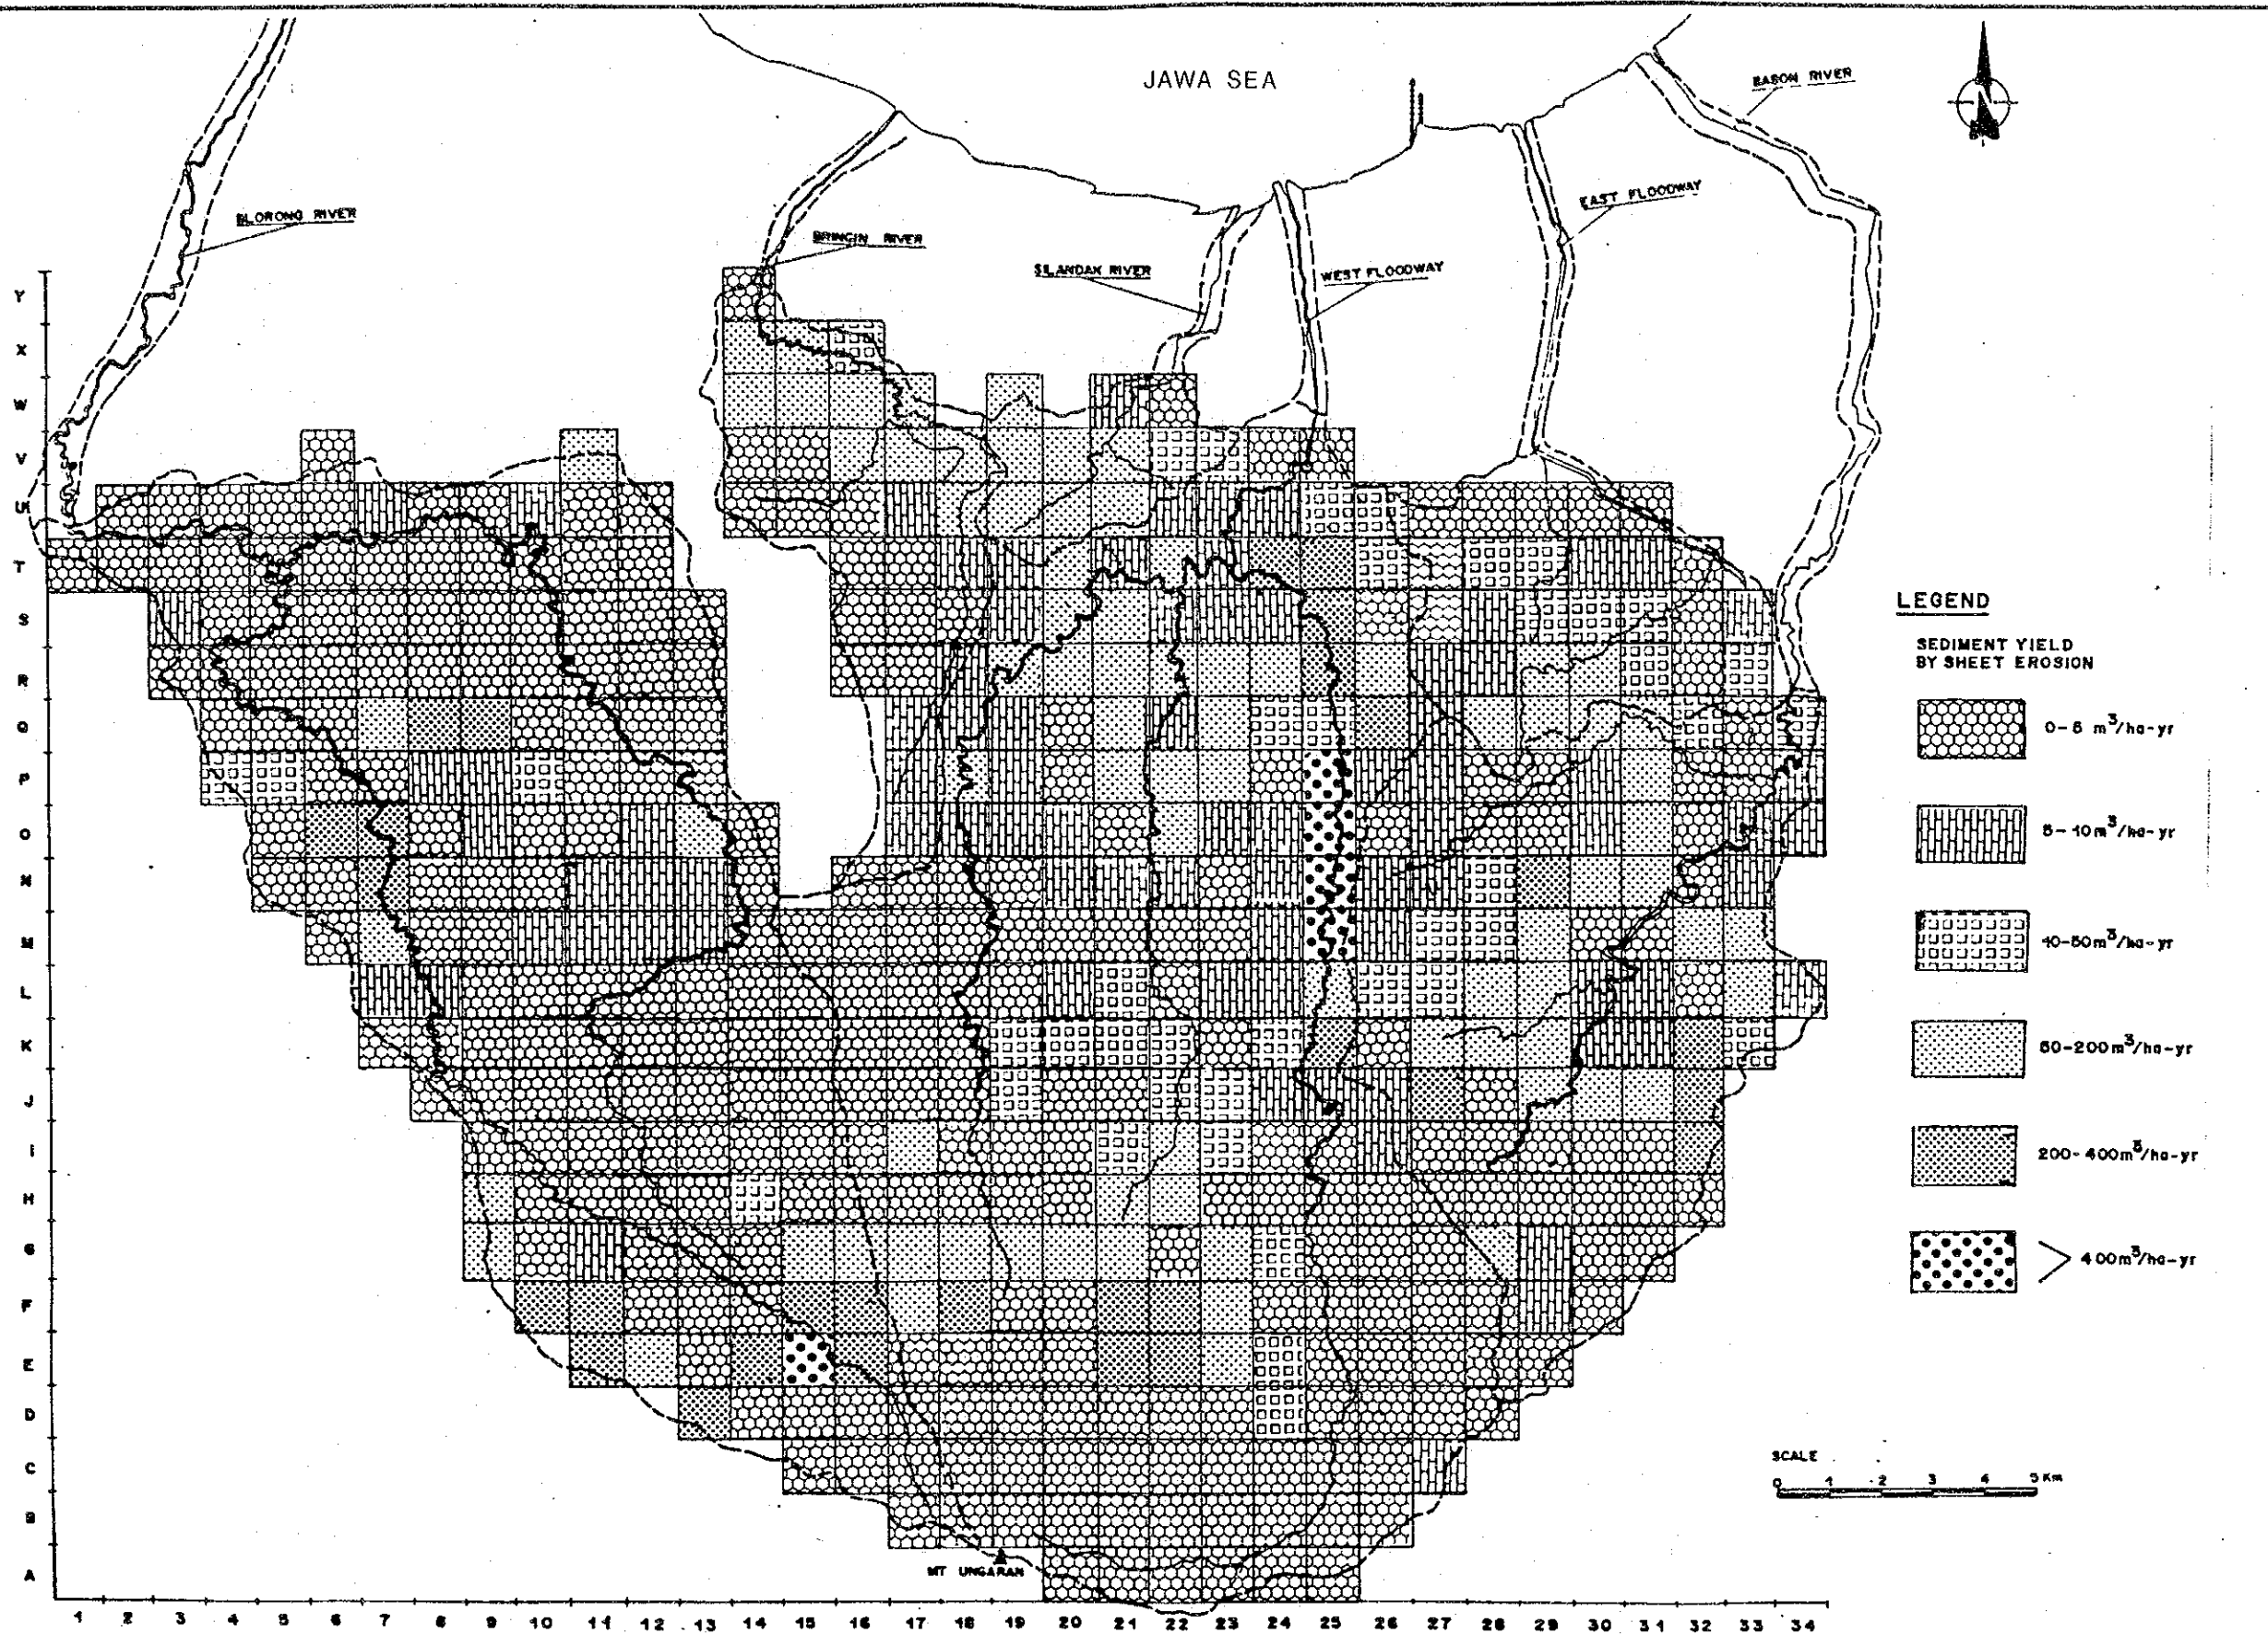 JAWA SEA
BASON RIVER
EAST FLOODWAY
BLORONG RIVER
BRINGIN RIVER
SILANDAK RIVER
WEST FLOODWAY
Y
X
W
V
U
T
S
R
Q
P
O
N
M
L
K
J
I
H
G
F
E
D
C
B
A
1 2 3 4 5 6 7 8 9 10 11 12 13 14 15 16 17 18 19 20 21 22 23 24 25 26 27 28 29 30 31 32 33 34
MT UNGARAN
LEGEND
SEDIMENT YIELD
BY SHEET EROSION
0-5 m³/ha-yr
5-10 m³/ha-yr
10-50 m³/ha-yr
50-200 m³/ha-yr
200-400 m³/ha-yr
> 400 m³/ha-yr
SCALE
0 1 2 3 4 5 Km